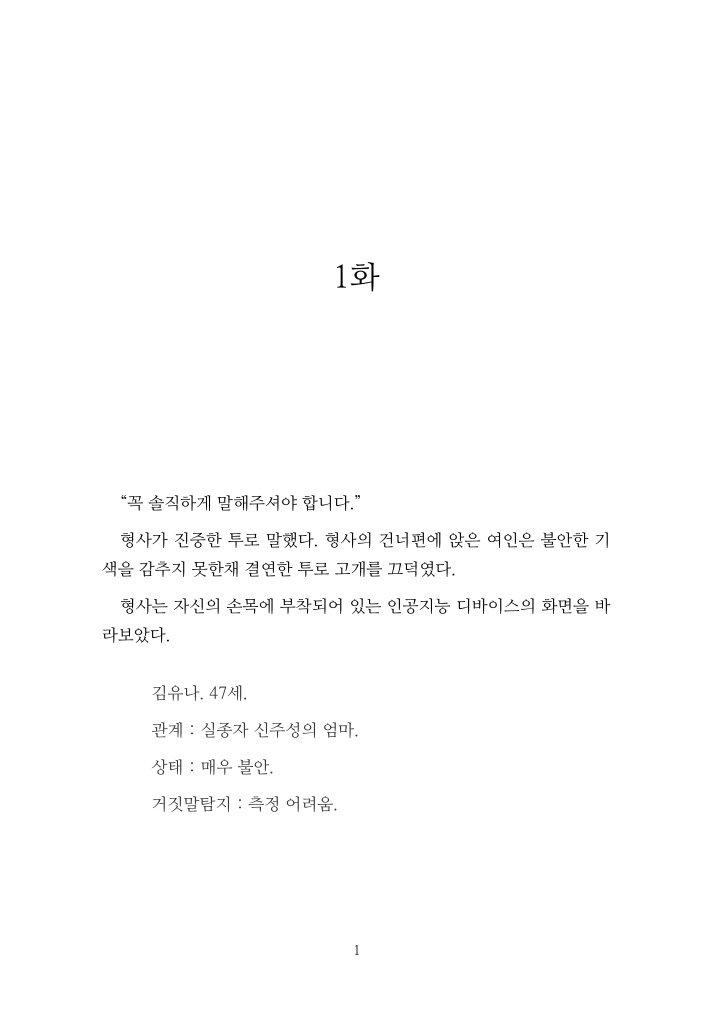 1화
“꼭 솔직하게 말해주셔야 합니다.”
형사가 진중한 투로 말했다. 형사의 건너편에 앉은 여인은 불안한 기
색을 감추지 못한채 결연한 투로 고개를 끄덕였다.
형사는 자신의 손목에 부착되어 있는 인공지능 디바이스의 화면을 바
라보았다.
김유나. 47세.
관계 : 실종자 신주성의 엄마.
상태 : 매우 불안.
거짓말탐지 : 측정 어려움.
1